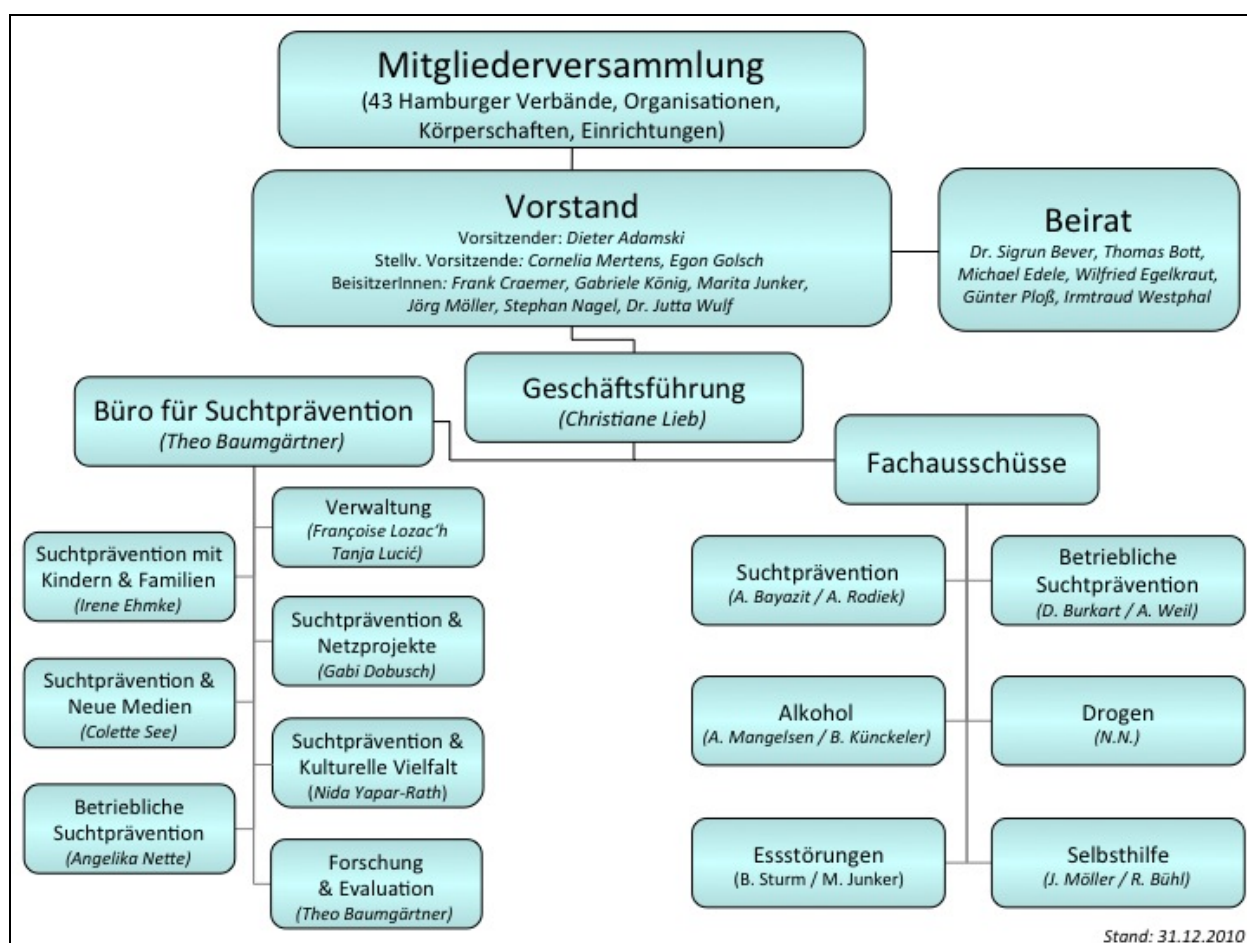 Mitgliederversammlung
(43 Hamburger Verbände, Organisationen,
Körperschaften, Einrichtungen)
Vorstand
Vorsitzender: Dieter Adamski
Stellv. Vorsitzende: Cornelia Mertens, Egon Golsch
BeisitzerInnen: Frank Craemer, Gabriele König, Marita Junker,
Jörg Möller, Stephan Nagel, Dr. Jutta Wulf
Beirat
Dr. Sigrun Bever, Thomas Bott,
Michael Edele, Wilfried Egelkraut,
Günter Ploß, Irmtraud Westphal
Geschäftsführung
(Christiane Lieb)
Büro für Suchtprävention
(Theo Baumgärtner)
Verwaltung
(Françoise Lozac‘h
Tanja Lucić)
Suchtprävention mit
Kindern & Familien
(Irene Ehmke)
Suchtprävention &
Netzprojekte
(Gabi Dobusch)
Suchtprävention &
Neue Medien
(Colette See)
Suchtprävention &
Kulturelle Vielfalt
(Nida Yapar-Rath)
Betriebliche
Suchtprävention
(Angelika Nette)
Forschung
& Evaluation
(Theo Baumgärtner)
Fachausschüsse
Suchtprävention
(A. Bayazit / A. Rodiek)
Betriebliche
Suchtprävention
(D. Burkart / A. Weil)
Alkohol
(A. Mangelsen / B. Künckeler)
Drogen
(N.N.)
Essstörungen
(B. Sturm / M. Junker)
Selbsthilfe
(J. Möller / R. Bühl)
Stand: 31.12.2010